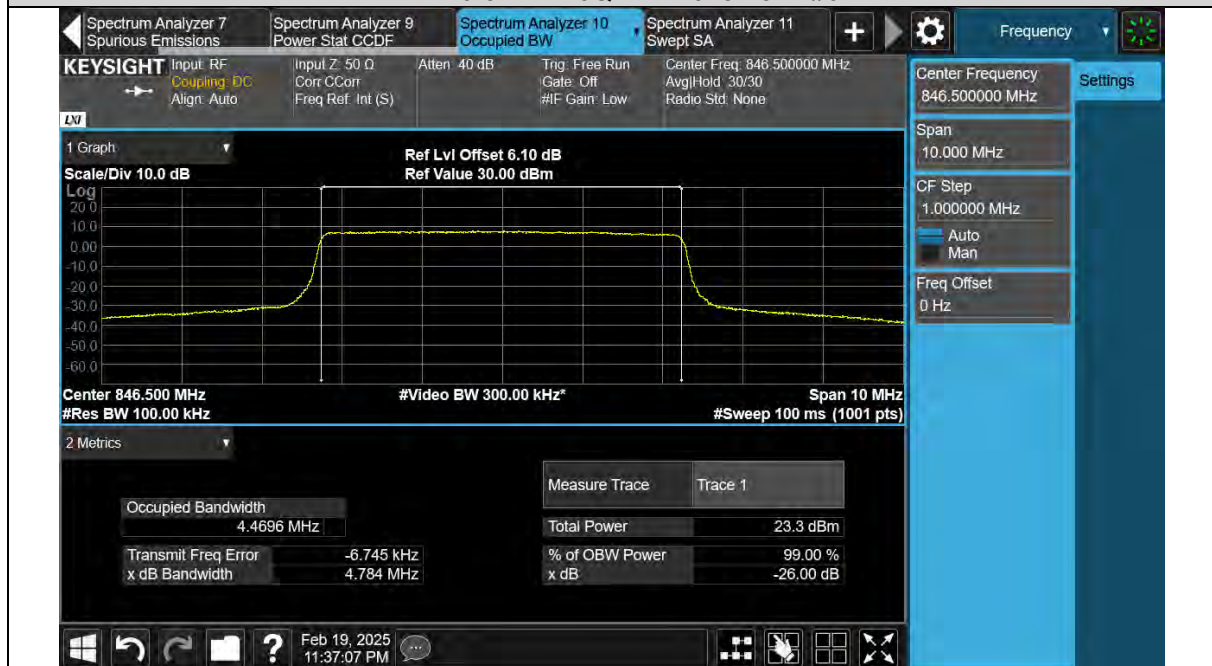 Spectrum Analyzer 7
Spurious Emissions
Spectrum Analyzer 9
Power Stat CCDF
Spectrum Analyzer 10
Occupied BW
Spectrum Analyzer 11
Swept SA
+
Frequency
KEYSIGHT
Input: RF
Coupling: DC
Align: Auto
Input Z: 50 Ω
Corr CCorr
Freq Ref: Int (S)
Atten: 40 dB
Trig: Free Run
Gate: Off
#IF Gain: Low
Center Freq: 846.500000 MHz
Avg|Hold: 30/30
Radio Std: None
LXI
Center Frequency
846.500000 MHz
Settings
Span
10.000 MHz
CF Step
1.000000 MHz
Auto
Man
Freq Offset
0 Hz
1 Graph
Scale/Div 10.0 dB
Ref Lvl Offset 6.10 dB
Ref Value 30.00 dBm
Log
20.0
10.0
0.00
-10.0
-20.0
-30.0
-40.0
-50.0
-60.0
Center 846.500 MHz
#Video BW 300.00 kHz*
Span 10 MHz
#Res BW 100.00 kHz
#Sweep 100 ms (1001 pts)
2 Metrics
Measure Trace
Trace 1
Occupied Bandwidth
4.4696 MHz
Total Power
23.3 dBm
Transmit Freq Error
-6.745 kHz
% of OBW Power
99.00 %
x dB Bandwidth
4.784 MHz
x dB
-26.00 dB
?
Feb 19, 2025
11:37:07 PM